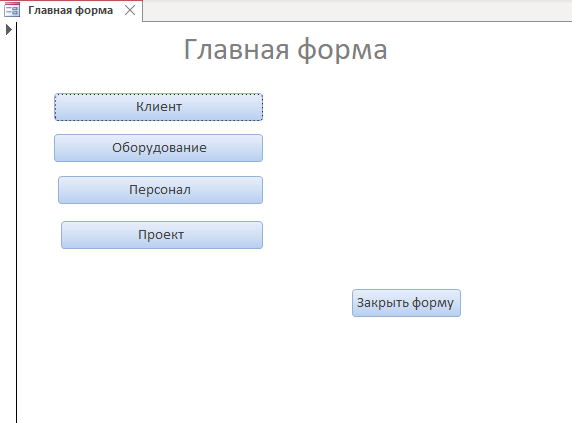 Главная форма
Главная форма
Клиент
Оборудование
Персонал
Проект
Закрыть форму